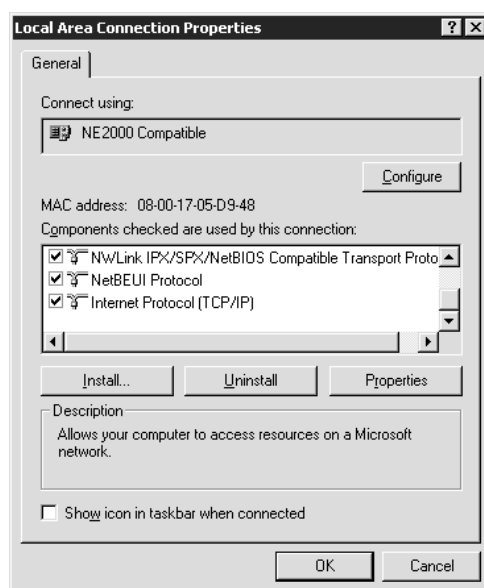 Local Area Connection Properties
General
Connect using:
NE2000 Compatible
Configure
MAC address: 08-00-17-05-D9-48
Components checked are used by this connection:
NWLink IPX/SPX/NetBIOS Compatible Transport Proto
NetBEUI Protocol
Internet Protocol (TCP/IP)
Install... Uninstall Properties
Description
Allows your computer to access resources on a Microsoft
network.
Show icon in taskbar when connected
OK Cancel